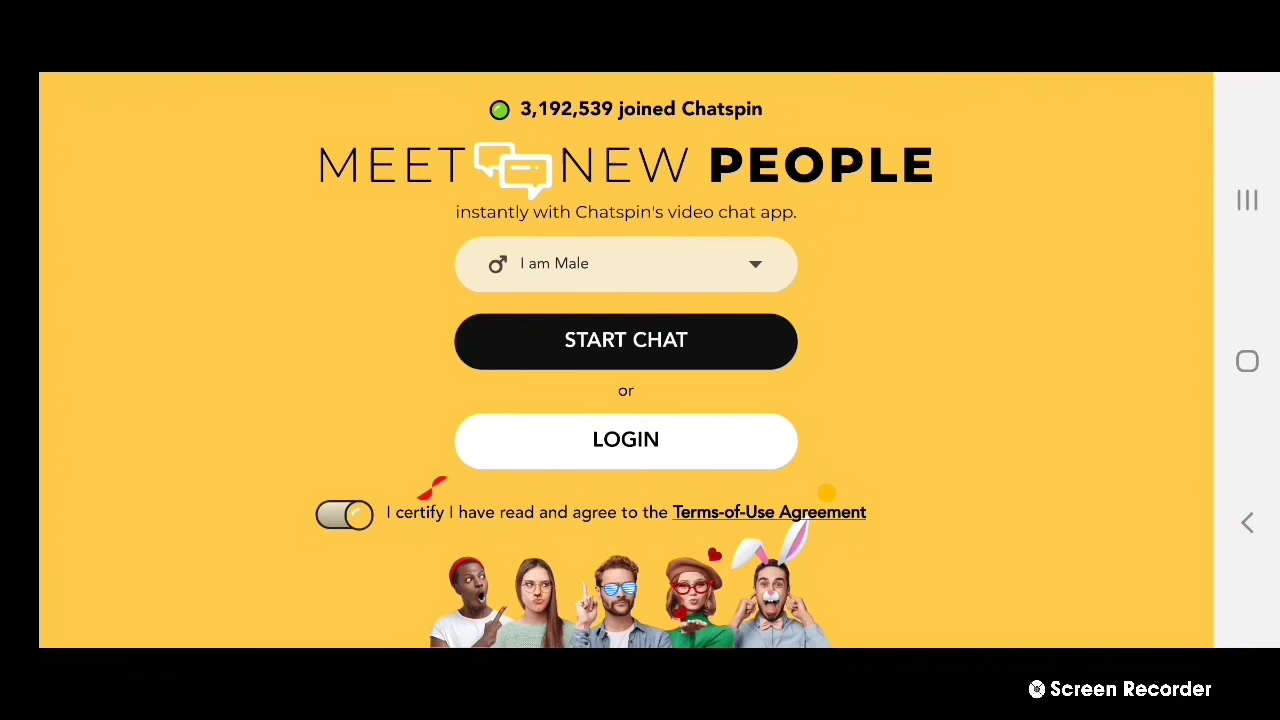 3,192,539 joined Chatspin
MEET NEW PEOPLE
instantly with Chatspin's video chat app.
I am Male
START CHAT
or
LOGIN
I certify I have read and agree to the Terms-of-Use Agreement
Screen Recorder